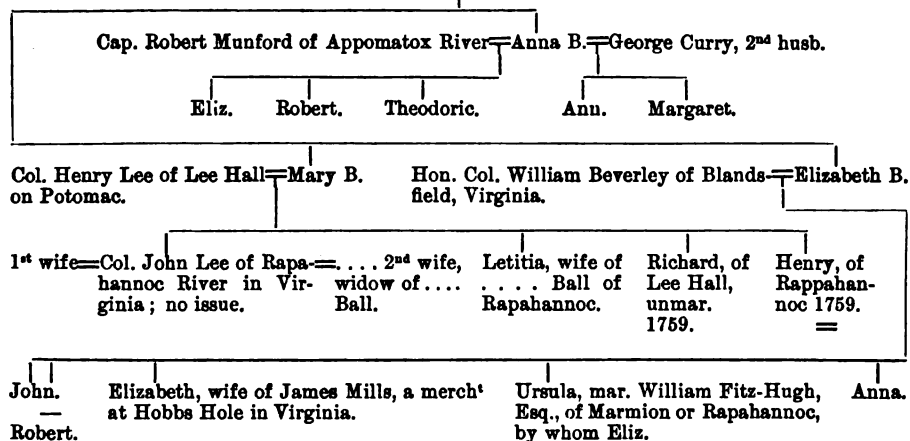 Cap. Robert Munford of Appomatox River=Anna B.=George Curry, 2nd husb.
Eliz. Robert. Theodoric. Ann. Margaret.
Col. Henry Lee of Lee Hall=Mary B.
on Potomac.
Hon. Col. William Beverley of Blands-=Elizabeth B.
field, Virginia.
1st wife=Col. John Lee of Rapa-=.... 2nd wife,
hannoc River in Vir-
ginia; no issue.
widow of ....
Ball.
Letitia, wife of
.... Ball of
Rapahannoc.
Richard, of
Lee Hall,
unmar.
1759.
Henry, of
Rappahan-
noc 1759.
=
John.
—
Robert.
Elizabeth, wife of James Mills, a mercht
at Hobbs Hole in Virginia.
Ursula, mar. William Fitz-Hugh,
Esq., of Marmion or Rapahannoc,
by whom Eliz.
Anna.